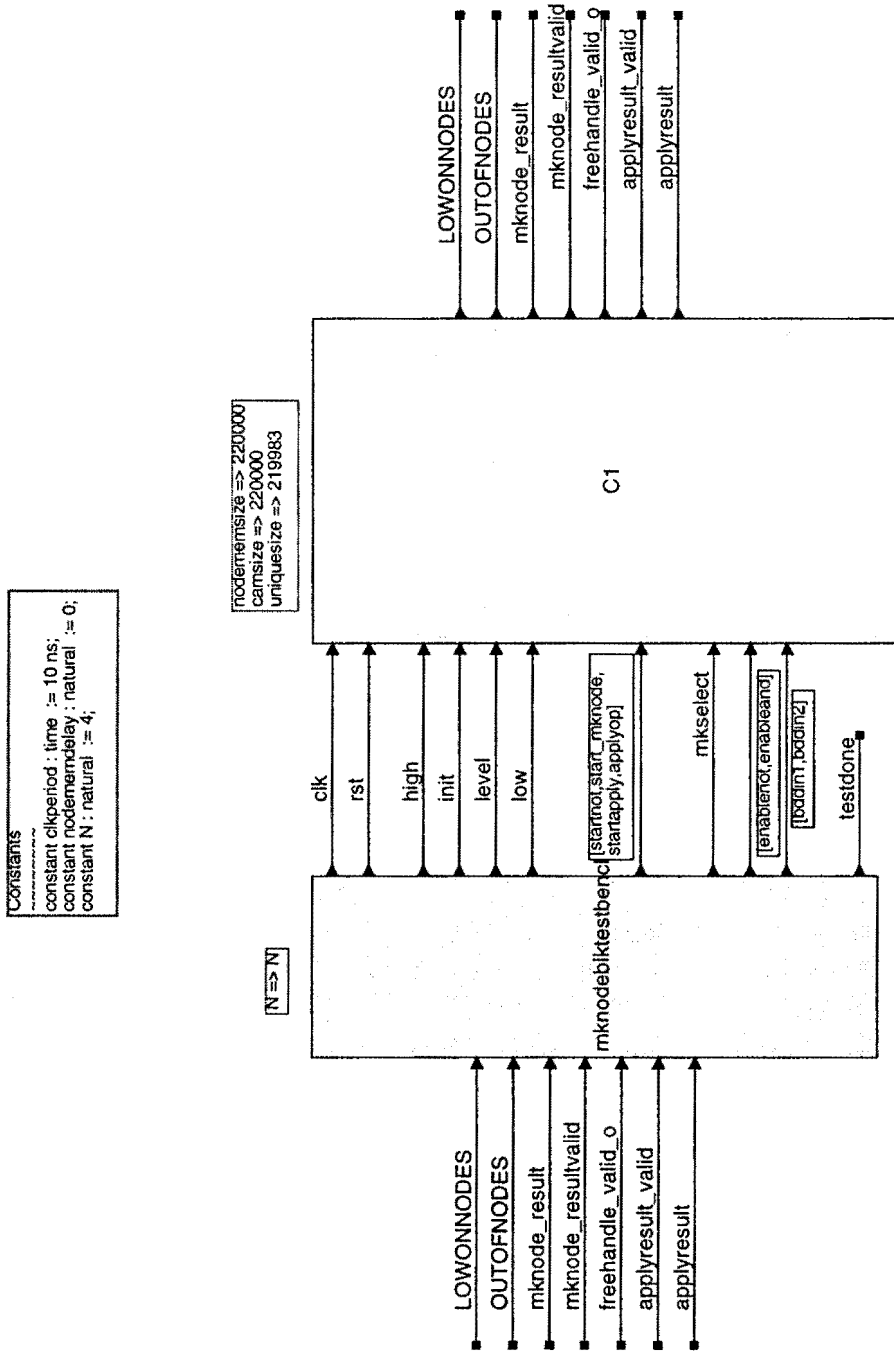 Constants
~~~~~~~~
constant clkperiod : time := 10 ns;
constant nodememdelay : natural := 0;
constant N : natural := 4;
N => N
nodememsize => 220000
camsize => 220000
uniquesize => 219983
LOWONNODES
OUTOFNODES
mknode_result
mknode_resultvalid
freehandle_valid_o
applyresult_valid
applyresult
mknodeblktestbencl
clk
rst
high
init
level
low
[startnot,start_mknode,
startapply,applyop]
mkselect
[enablenot,enableand]
[bddin1,bddin2]
testdone
C1
LOWONNODES
OUTOFNODES
mknode_result
mknode_resultvalid
freehandle_valid_o
applyresult_valid
applyresult